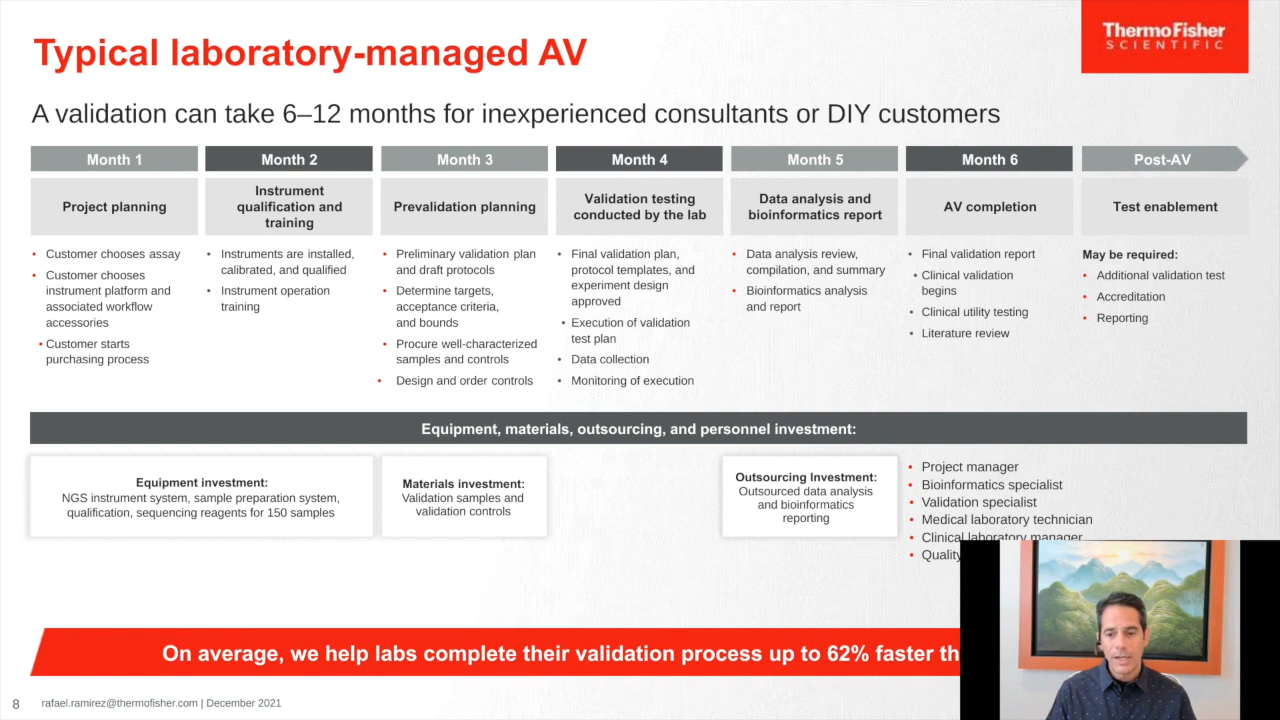 Typical laboratory-managed AV
ThermoFisher
SCIENTIFIC
A validation can take 6–12 months for inexperienced consultants or DIY customers
Month 1
Month 2
Month 3
Month 4
Month 5
Month 6
Post-AV
Project planning
Instrument
qualification and
training
Prevalidation planning
Validation testing
conducted by the lab
Data analysis and
bioinformatics report
AV completion
Test enablement
• Customer chooses assay
• Customer chooses
instrument platform and
associated workflow
accessories
• Customer starts
purchasing process
• Instruments are installed,
calibrated, and qualified
• Instrument operation
training
• Preliminary validation plan
and draft protocols
• Determine targets,
acceptance criteria,
and bounds
• Procure well-characterized
samples and controls
• Design and order controls
• Final validation plan,
protocol templates, and
experiment design
approved
• Execution of validation
test plan
• Data collection
• Monitoring of execution
• Data analysis review,
compilation, and summary
• Bioinformatics analysis
and report
• Final validation report
• Clinical validation
begins
• Clinical utility testing
• Literature review
May be required:
• Additional validation test
• Accreditation
• Reporting
Equipment, materials, outsourcing, and personnel investment:
Equipment investment:
NGS instrument system, sample preparation system,
qualification, sequencing reagents for 150 samples
Materials investment:
Validation samples and
validation controls
Outsourcing Investment:
Outsourced data analysis
and bioinformatics
reporting
• Project manager
• Bioinformatics specialist
• Validation specialist
• Medical laboratory technician
• Clinical laboratory manager
• Quality
On average, we help labs complete their validation process up to 62% faster th
8
rafael.ramirez@thermofisher.com | December 2021